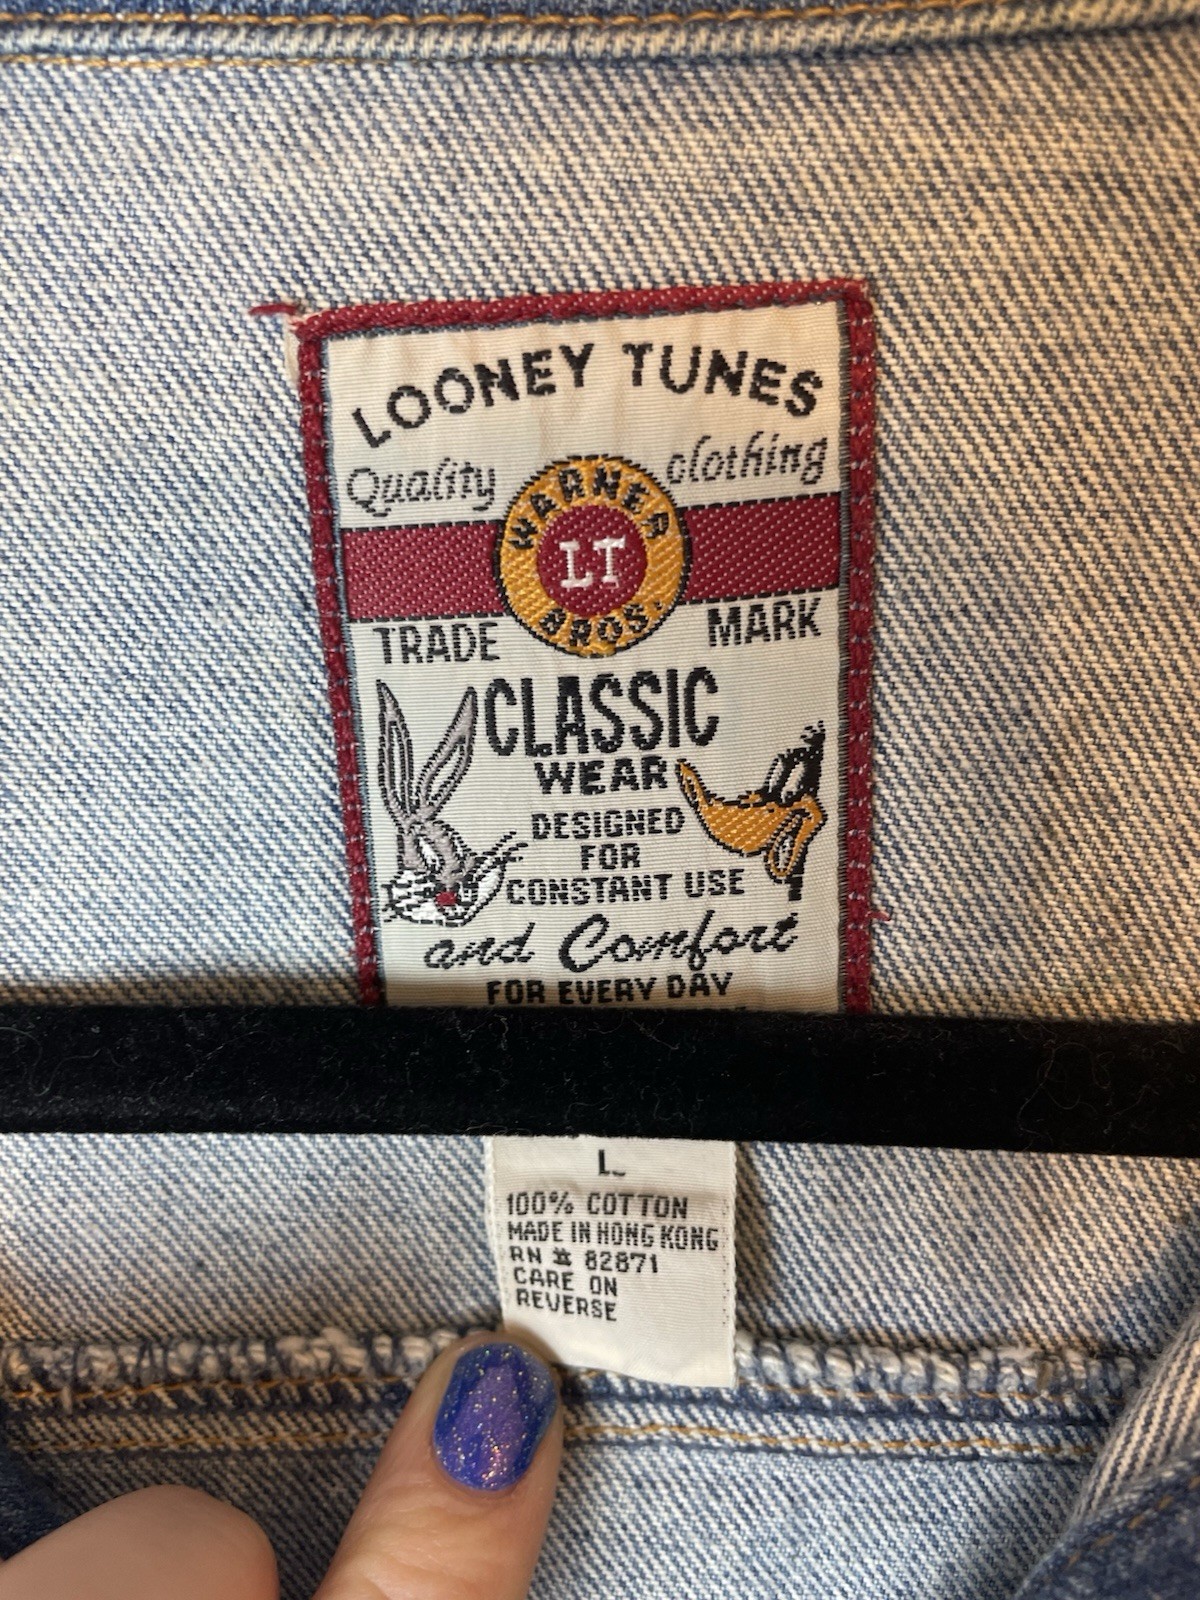 LOONEY TUNES
Quality clothing
WARNER BROS.
LT
TRADE MARK
CLASSIC
WEAR
DESIGNED
FOR
CONSTANT USE
and Comfort
FOR EVERY DAY
L
100% COTTON
MADE IN HONG KONG
RN # 82871
CARE ON
REVERSE